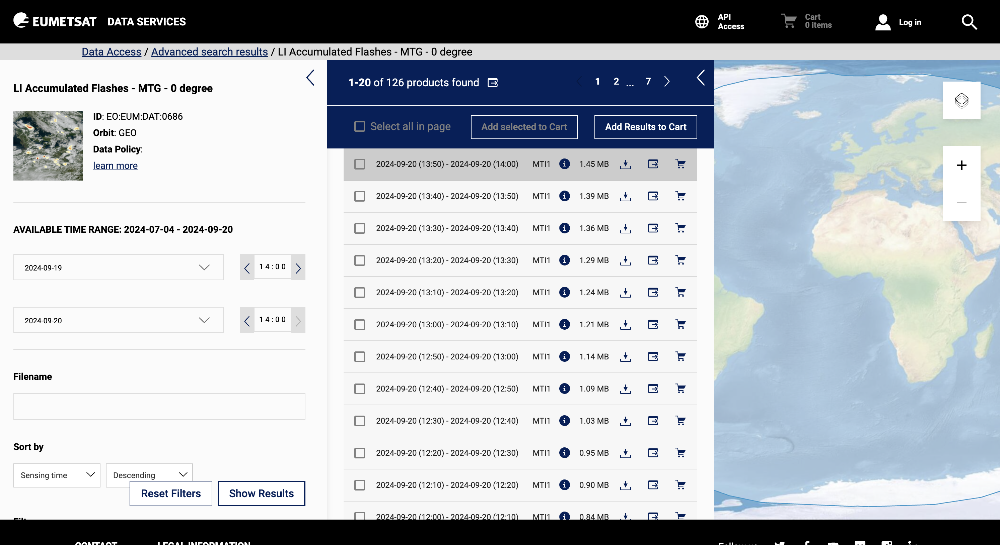 EUMETSAT DATA SERVICES
API Access
Cart
0 items
Log in
Data Access / Advanced search results / LI Accumulated Flashes - MTG - 0 degree
LI Accumulated Flashes - MTG - 0 degree
ID: EO:EUM:DAT:0686
Orbit: GEO
Data Policy:
learn more
AVAILABLE TIME RANGE: 2024-07-04 - 2024-09-20
2024-09-19 14:00
2024-09-20 14:00
Filename
Sort by
Sensing time Descending
Reset Filters Show Results
1-20 of 126 products found 1 2 ... 7
Select all in page Add selected to Cart Add Results to Cart
2024-09-20 (13:50) - 2024-09-20 (14:00) MTI1 1.45 MB
2024-09-20 (13:40) - 2024-09-20 (13:50) MTI1 1.39 MB
2024-09-20 (13:30) - 2024-09-20 (13:40) MTI1 1.36 MB
2024-09-20 (13:20) - 2024-09-20 (13:30) MTI1 1.29 MB
2024-09-20 (13:10) - 2024-09-20 (13:20) MTI1 1.24 MB
2024-09-20 (13:00) - 2024-09-20 (13:10) MTI1 1.21 MB
2024-09-20 (12:50) - 2024-09-20 (13:00) MTI1 1.14 MB
2024-09-20 (12:40) - 2024-09-20 (12:50) MTI1 1.09 MB
2024-09-20 (12:30) - 2024-09-20 (12:40) MTI1 1.03 MB
2024-09-20 (12:20) - 2024-09-20 (12:30) MTI1 0.95 MB
2024-09-20 (12:10) - 2024-09-20 (12:20) MTI1 0.90 MB
2024-09-20 (12:00) - 2024-09-20 (12:10) MTI1 0.84 MB
CONTACT LEGAL INFORMATION Follow us